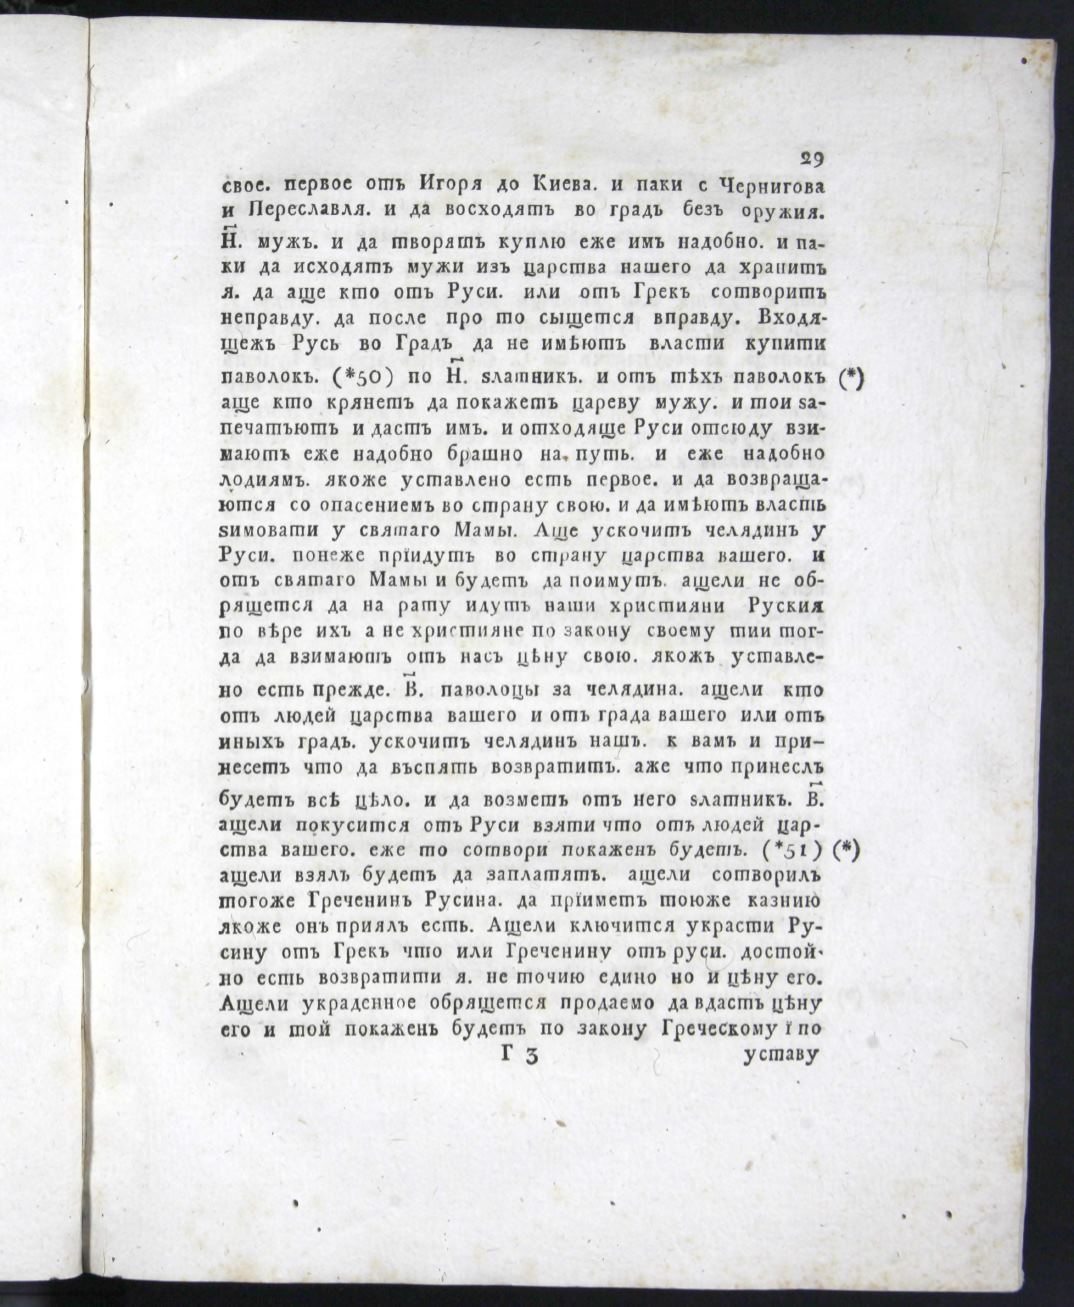 29
свое. первое отъ Игоря до Киева. и паки с Чернигова
и Переславля. и да восходятъ во градъ безъ оружия.
Н҃. мужъ. и да творятъ куплю еже имъ надобно. и па-
ки да исходятъ мужи изъ царства нашего да хранитъ
я. да аще кто отъ Руси. или отъ Грекъ сотворитъ
неправду. да после про то сыщется вправду. Входя-
щежъ Русь во Градъ да не имѣютъ власти купити
паволокъ. (*50) по Н҃. ѕлатникъ. и отъ тѣхъ паволокъ (*)
аще кто крянетъ да покажетъ цареву мужу. и тои ѕа-
печатъютъ и дастъ имъ. и отходяще Руси отсюду взи-
маютъ еже надобно брашно на путь. и еже надобно
лодиямъ. якоже уставлено есть первое. и да возвраща-
ются со опасениемъ во страну свою. и да имѣютъ власть
ѕимовати у святаго Мамы. Аще ускочитъ челядинъ у
Руси. понеже прїидутъ во страну царства вашего. и
отъ святаго Мамы и будетъ да поимутъ. ащели не об-
рящется да на рату идутъ наши християни Руския
по вѣре ихъ а не християне по закону своему тии тог-
да да взимаютъ отъ насъ цѣну свою. якожъ уставле-
но есть прежде. В҃. паволоцы за челядина. ащели кто
отъ людей царства вашего и отъ града вашего или отъ
иныхъ градъ. ускочитъ челядинъ нашъ. к вамъ и при-
несетъ что да въспять возвратитъ. аже что принеслъ
будетъ всѣ цѣло. и да возметъ отъ него ѕлатникъ. В҃.
ащели покусится отъ Руси взяти что отъ людей цар-
ства вашего. еже то сотвори покаженъ будетъ. (*51) (*)
ащели взялъ будетъ да заплатятъ. ащели сотворилъ
тогоже Греченинъ Русина. да прїиметъ тоюже казнию
якоже онъ приялъ есть. Ащели ключится украсти Ру-
сину отъ Грекъ что или Греченину отъ руси. достой-
но есть возвратити я. не точию едино но и цѣну его.
Ащели украденное обрящется продаемо да вдастъ цѣну
его и той покаженъ будетъ по закону Греческому ї по
Г 3 уставу